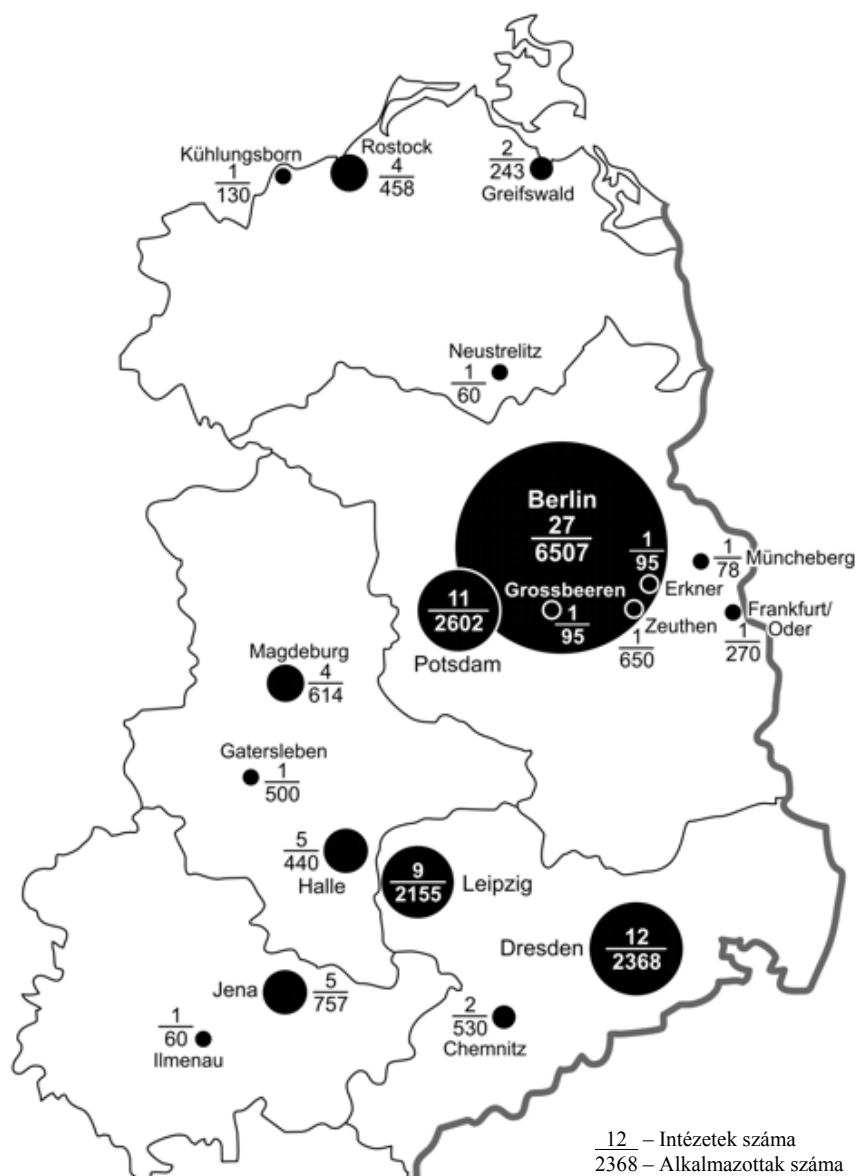 Kühlungsborn
1
130
Rostock
4
458
2
243
Greifswald
Neustrelitz
1
60
Berlin
27
6507
1
95
Erkner
1
78
Müncheberg
11
2602
Potsdam
Grossbeeren
1
95
Zeuthen
1
650
Frankfurt/
Oder
1
270
Magdeburg
4
614
Gatersleben
1
500
5
440
Halle
9
2155
Leipzig
Dresden
12
2368
Jena
5
757
1
60
Ilmenau
2
530
Chemnitz
12 – Intézetek száma
2368 – Alkalmazottak száma